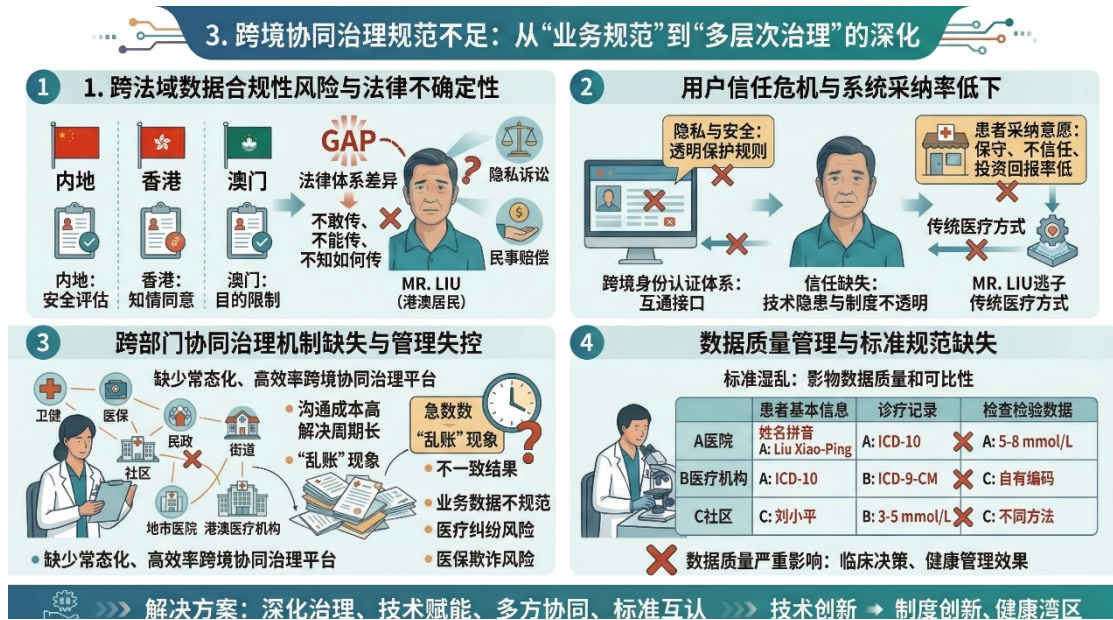 3. 跨境协同治理规范不足：从“业务规范”到“多层次治理”的深化
1
1. 跨法域数据合规性风险与法律不确定性
内地
香港
澳门
内地：
安全评估
香港：
知情同意
澳门：
目的限制
GAP
法律体系差异
不敢传、
不能传、
不知如何传
?
隐私诉讼
$
民事赔偿
MR. LIU
(港澳居民)
2
用户信任危机与系统采纳率低下
隐私与安全：
透明保护规则
跨境身份认证体系：
互通接口
信任缺失：
技术隐患与制度不透明
患者采纳意愿：
保守、不信任、
投资回报率低
传统医疗方式
MR. LIU逃子
传统医疗方式
3
跨部门协同治理机制缺失与管理失控
缺少常态化、高效率跨境协同治理平台
卫健
医保
民政
街道
社区
地市医院
港澳医疗机构
• 沟通成本高
解决周期长
• “乱账”现象
急数数
“乱账”现象
?
• 不一致结果
• 业务数据不规范
• 医疗纠纷风险
• 医保欺诈风险
• 缺少常态化、高效率跨境协同治理平台
4
数据质量管理与标准规范缺失
标准湿乱：影物数据质量和可比性
患者基本信息 诊疗记录 检查检验数据
A医院 姓名拼音 A: Liu Xiao-Ping A: ICD-10 A: 5-8 mmol/L
B医疗机构 A: ICD-10 B: ICD-9-CM C: 自有编码
C社区 C: 刘小平 B: 3-5 mmol/L C: 不同方法
数据质量严重影响：临床决策、健康管理效果
解决方案：深化治理、技术赋能、多方协同、标准互认 >>> 技术创新 → 制度创新、健康湾区